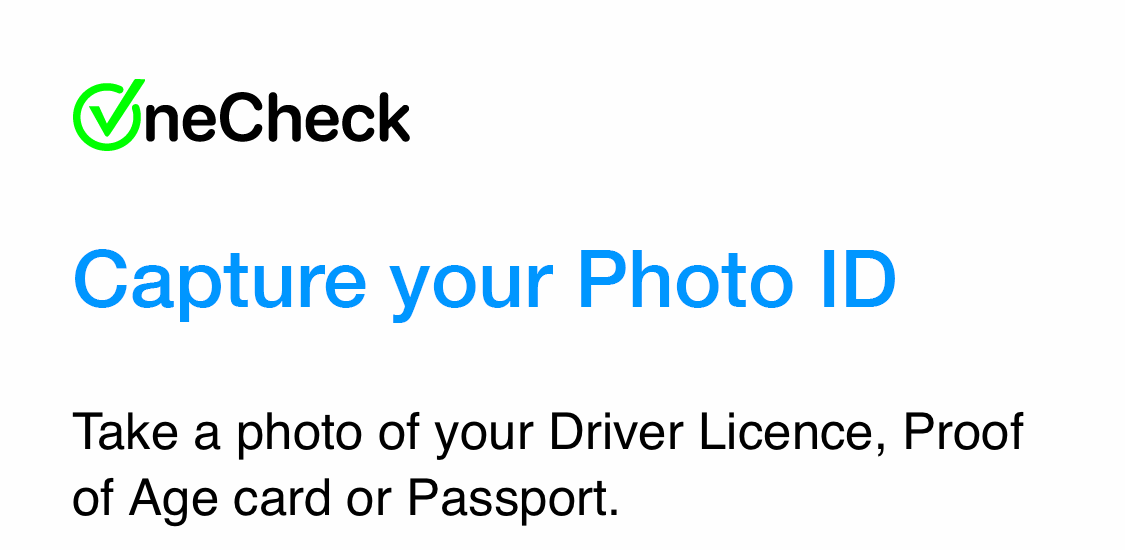 OneCheck
Capture your Photo ID
Take a photo of your Driver Licence, Proof
of Age card or Passport.